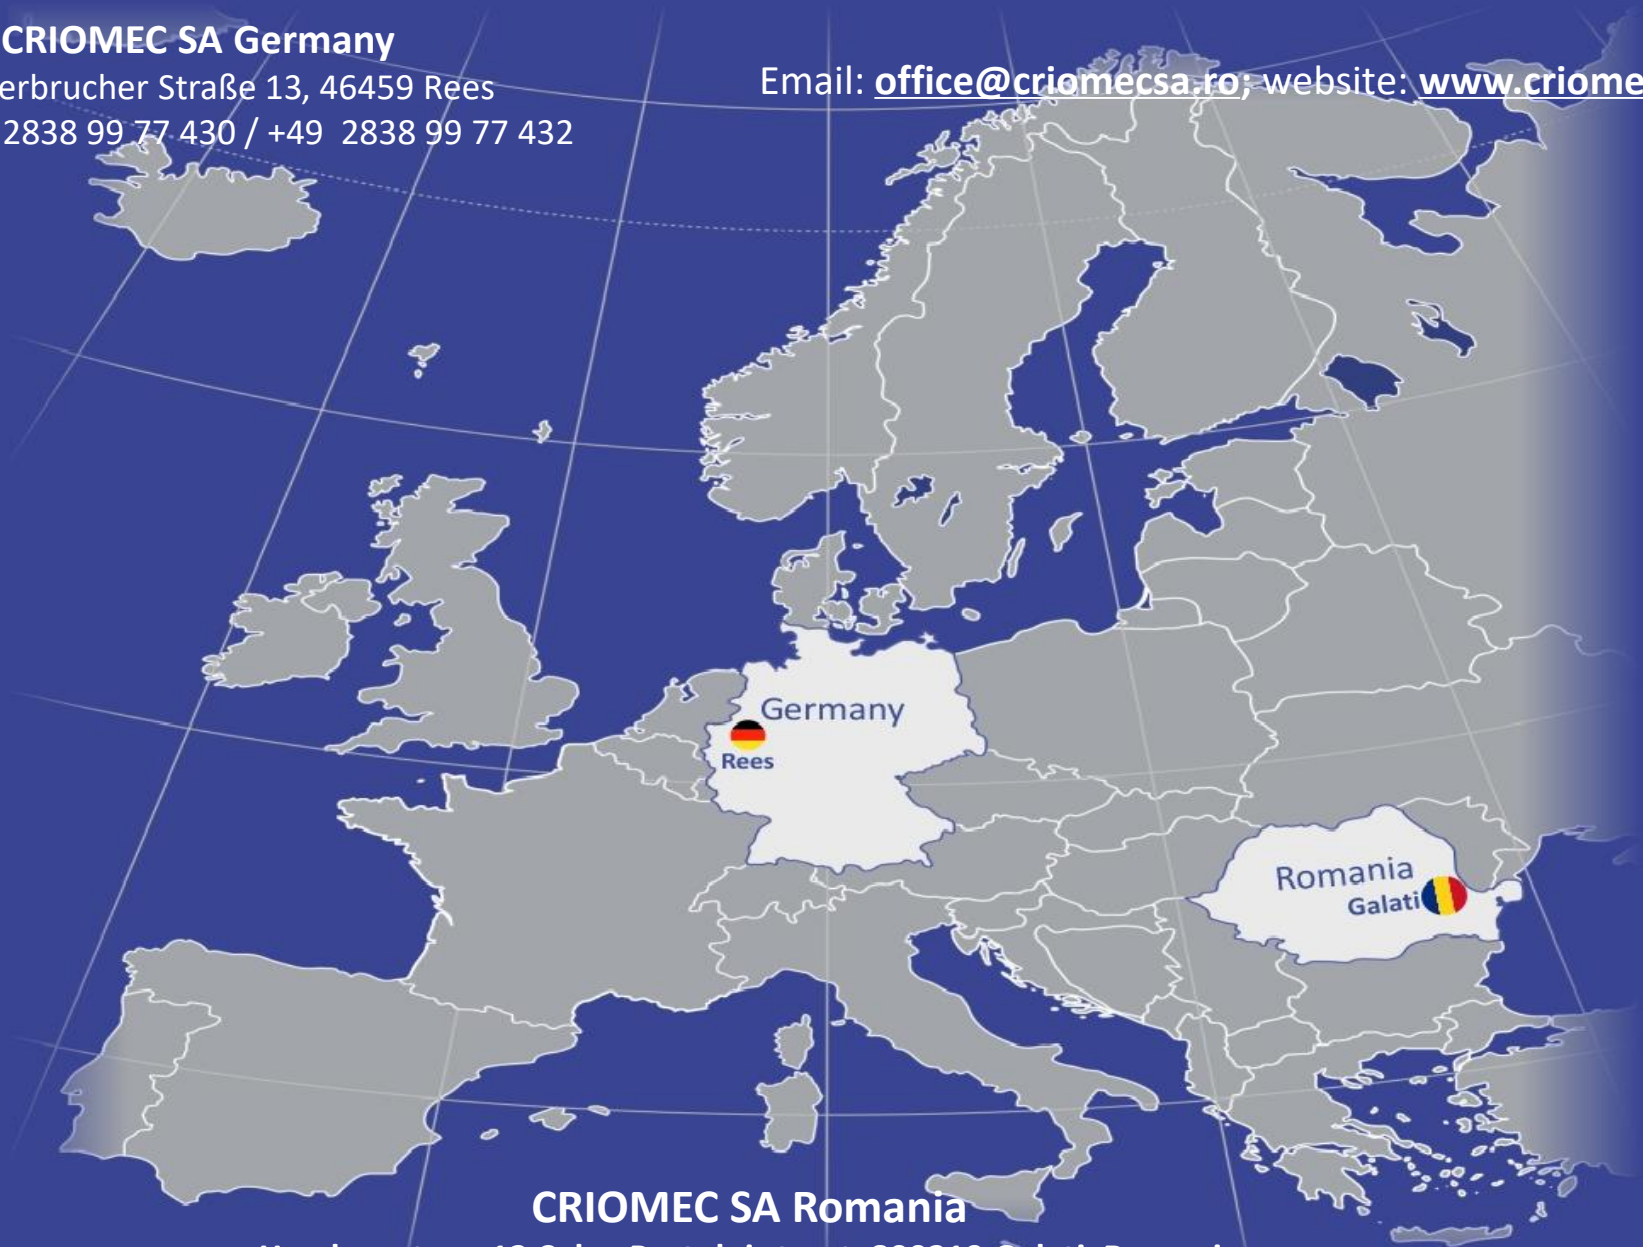 CRIOMEC SA Germany
erbrucher Straße 13, 46459 Rees
2838 99 77 430 / +49 2838 99 77 432
Email: office@criomecsa.ro; website: www.criome
Germany
Rees
Romania
Galati
CRIOMEC SA Romania